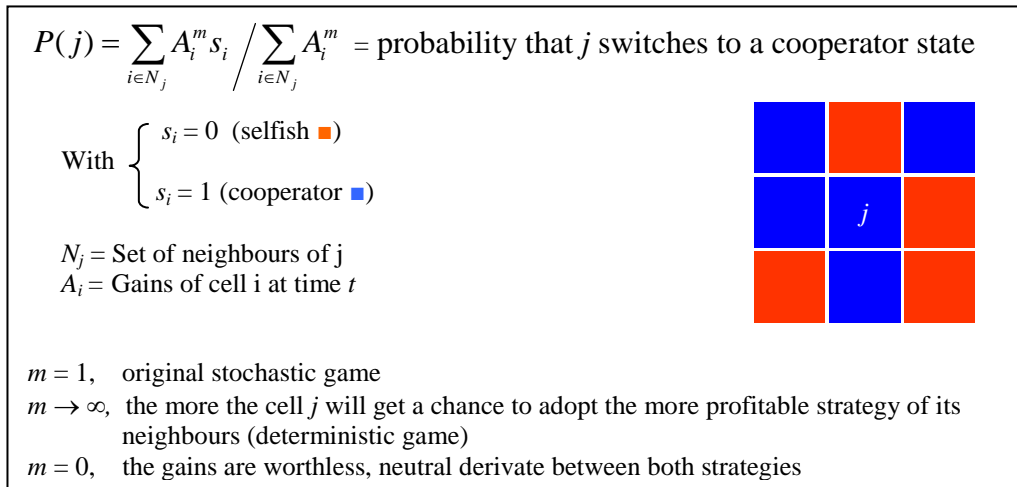 P(j) = ∑_{i∈N_j} A_i^m s_i / ∑_{i∈N_j} A_i^m = probability that j switches to a cooperator state
With { s_i = 0 (selfish ■)
s_i = 1 (cooperator ■)
j
N_j = Set of neighbours of j
A_i = Gains of cell i at time t
m = 1, original stochastic game
m → ∞, the more the cell j will get a chance to adopt the more profitable strategy of its
neighbours (deterministic game)
m = 0, the gains are worthless, neutral derivate between both strategies